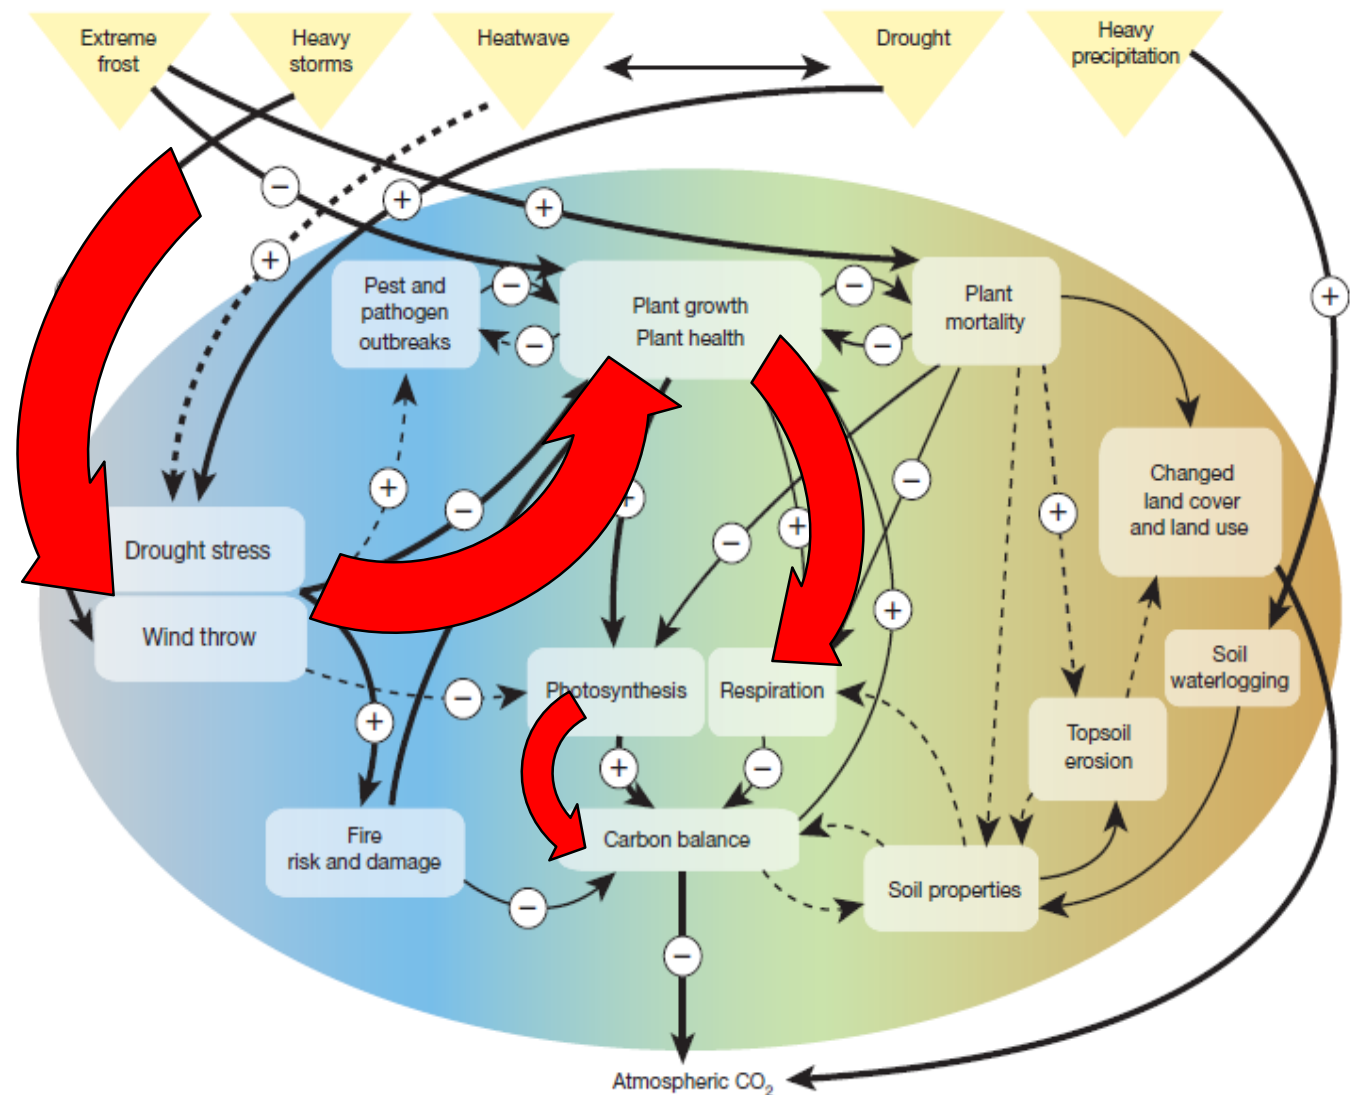 Extreme
frost
Heavy
storms
Heatwave
Drought
Heavy
precipitation
−
+
+
+
+
Pest and
pathogen
outbreaks
−
−
Plant growth
Plant health
−
−
Plant
mortality
Changed
land cover
and land use
+
−
+
+
−
−
+
Drought stress
Wind throw
+
−
Photosynthesis
Respiration
+
Soil
waterlogging
Topsoil
erosion
+
−
Fire
risk and damage
Carbon balance
Soil properties
−
−
Atmospheric CO₂